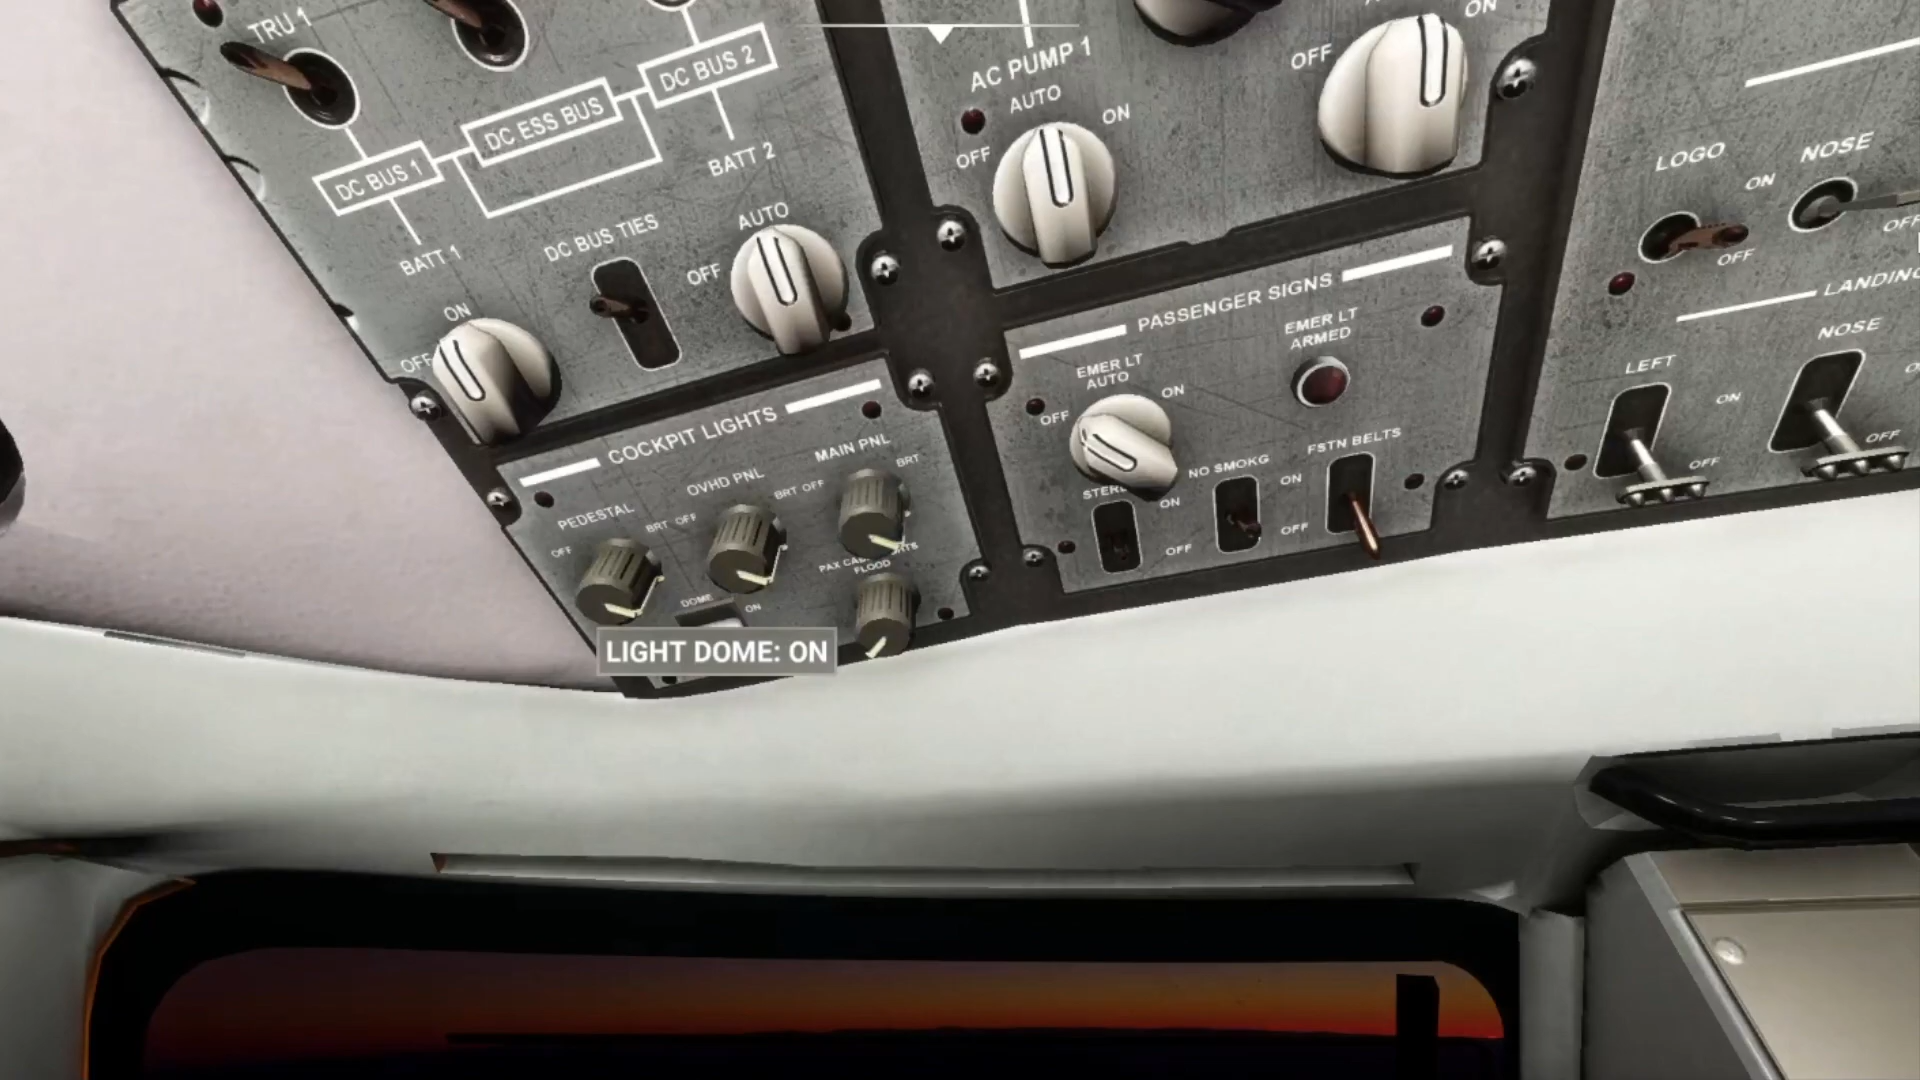 TRU 1
DC BUS 1
DC ESS BUS
DC BUS 2
BATT 1
BATT 2
DC BUS TIES
AUTO
OFF
ON
OFF
AC PUMP 1
AUTO
ON
OFF
ON
OFF
LOGO
NOSE
ON
OFF
OFF
LANDING
LEFT
NOSE
ON
OFF
OFF
PASSENGER SIGNS
EMER LT
AUTO
ON
OFF
EMER LT
ARMED
NO SMOKG
FSTN BELTS
ON
OFF
ON
OFF
COCKPIT LIGHTS
PEDESTAL
OVHD PNL
MAIN PNL
OFF
BRT OFF
BRT OFF
BRT
FLOOD
DOME
ON
LIGHT DOME: ON